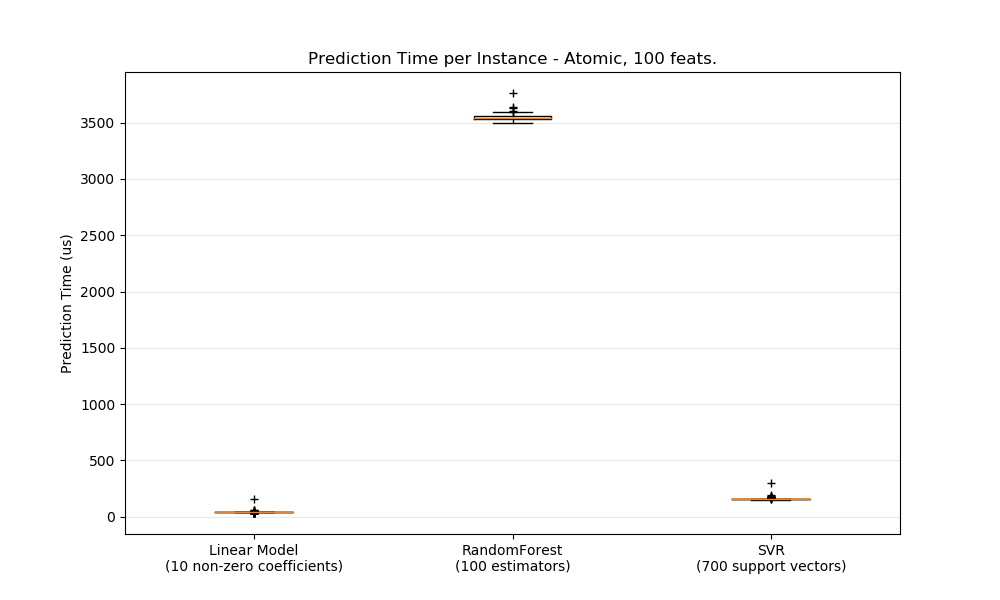 Prediction Time per Instance - Atomic, 100 feats.
Prediction Time (us)
3500
3000
2500
2000
1500
1000
500
0
Linear Model
(10 non-zero coefficients)
RandomForest
(100 estimators)
SVR
(700 support vectors)